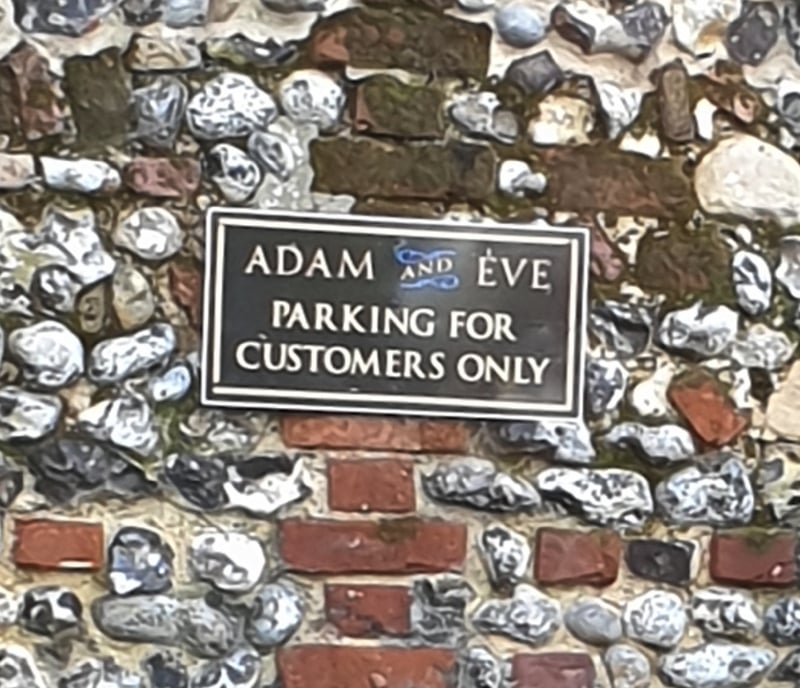 ADAM AND EVE
PARKING FOR
CUSTOMERS ONLY